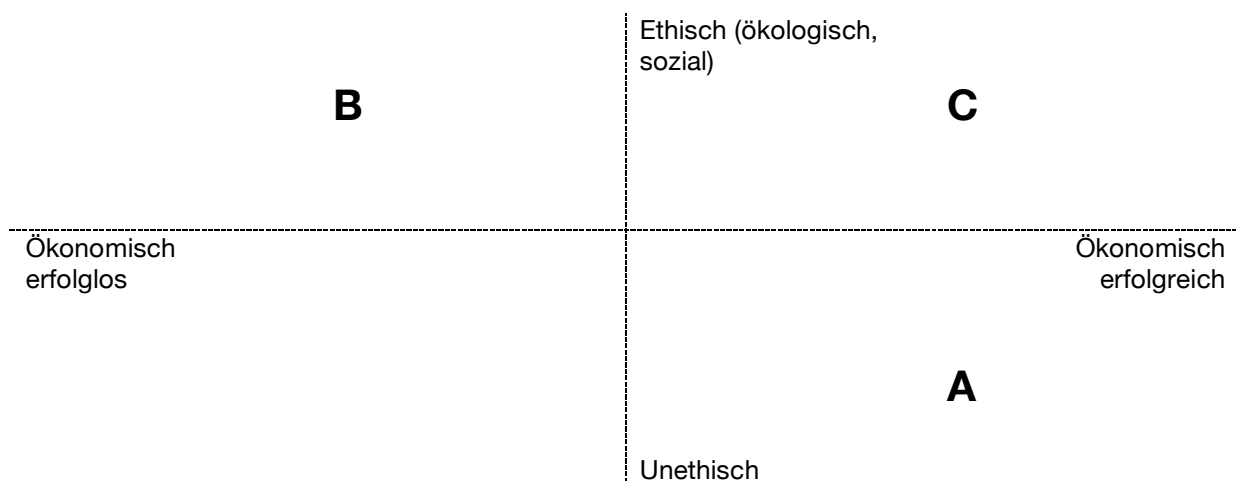 Ethisch (ökologisch,
sozial)
B
C
Ökonomisch
erfolglos
Ökonomisch
erfolgreich
A
Unethisch